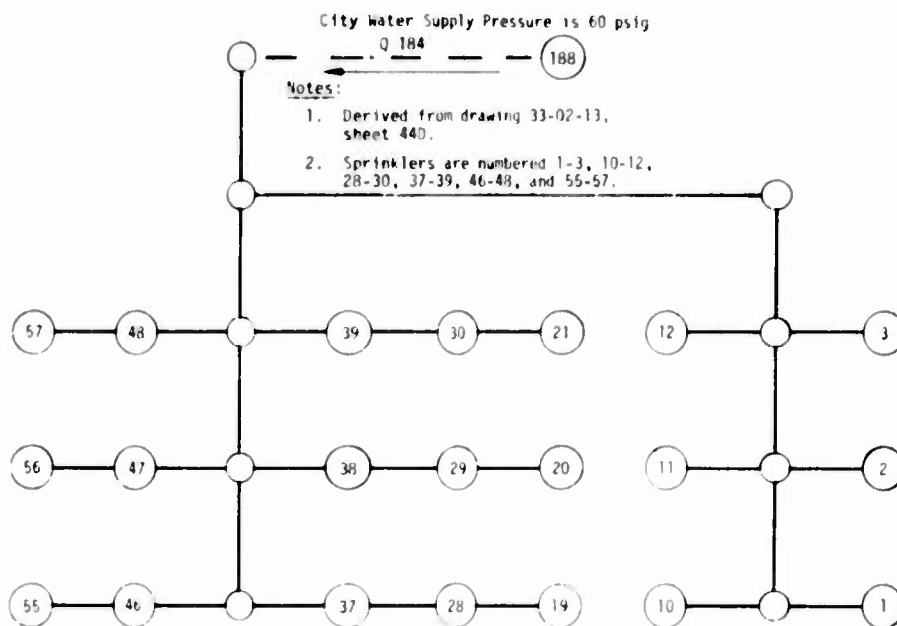 City Water Supply Pressure is 60 psig
Q 184
188
Notes:
1. Derived from drawing 33-02-13,
sheet 44D.
2. Sprinklers are numbered 1-3, 10-12,
28-30, 37-39, 46-48, and 55-57.
57 48 39 30 21 12 3
56 47 38 29 20 11 2
55 46 37 28 19 10 1